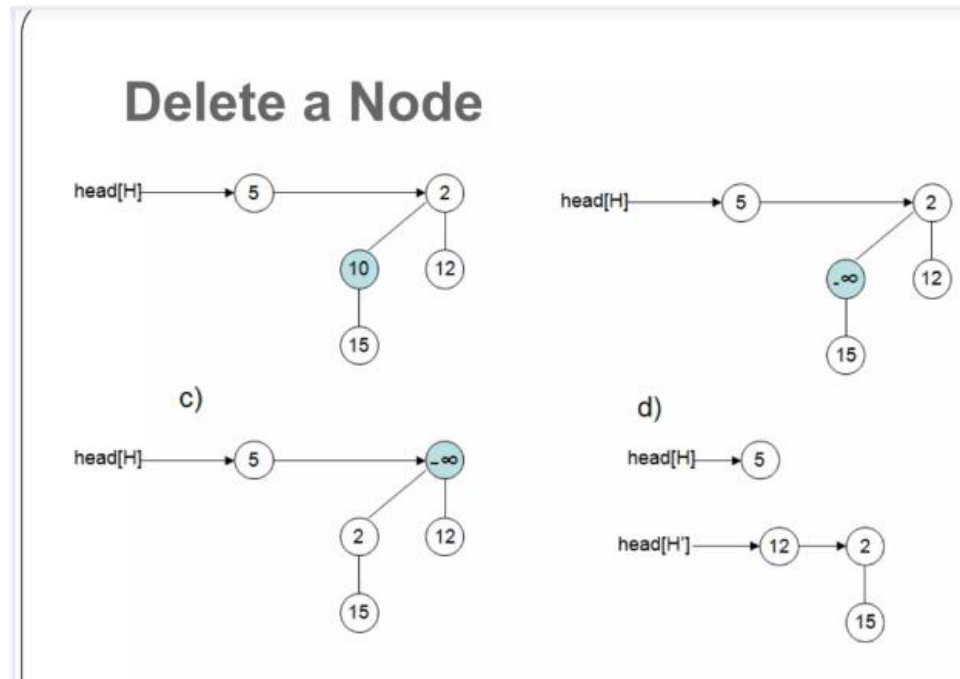 Delete a Node
head[H] 5 2
10 12
15
head[H] 5 2
-∞ 12
15
c)
head[H] 5 -∞
2 12
15
d)
head[H] 5
head[H'] 12 2
15